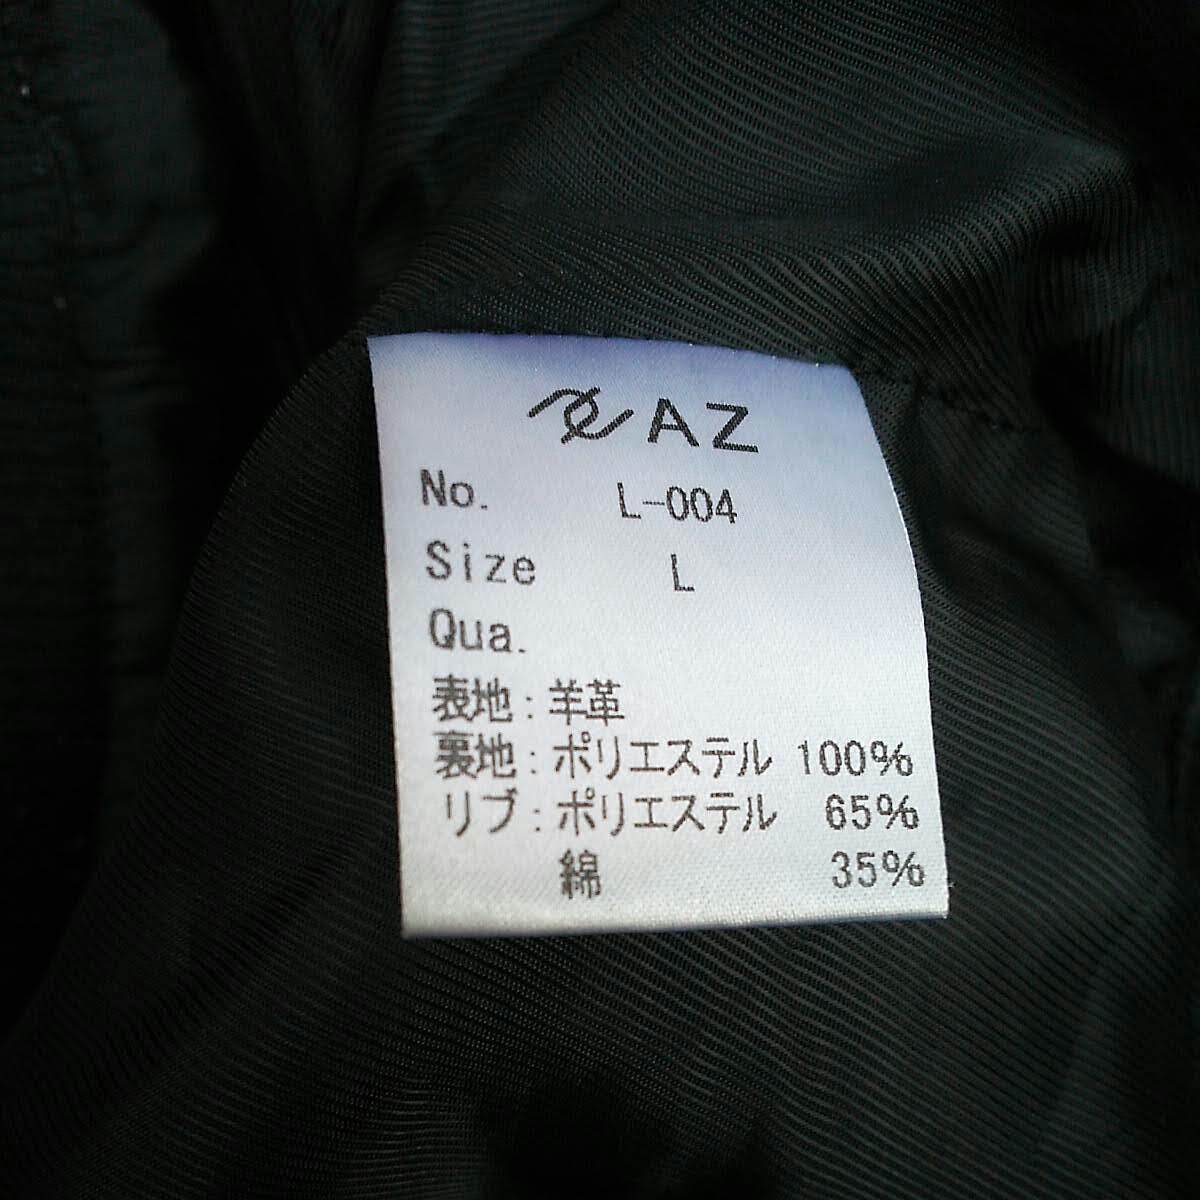 AZ
No. L-004
Size L
Qua.
表地:羊革
裏地:ポリエステル 100%
リブ:ポリエステル 65%
綿 35%